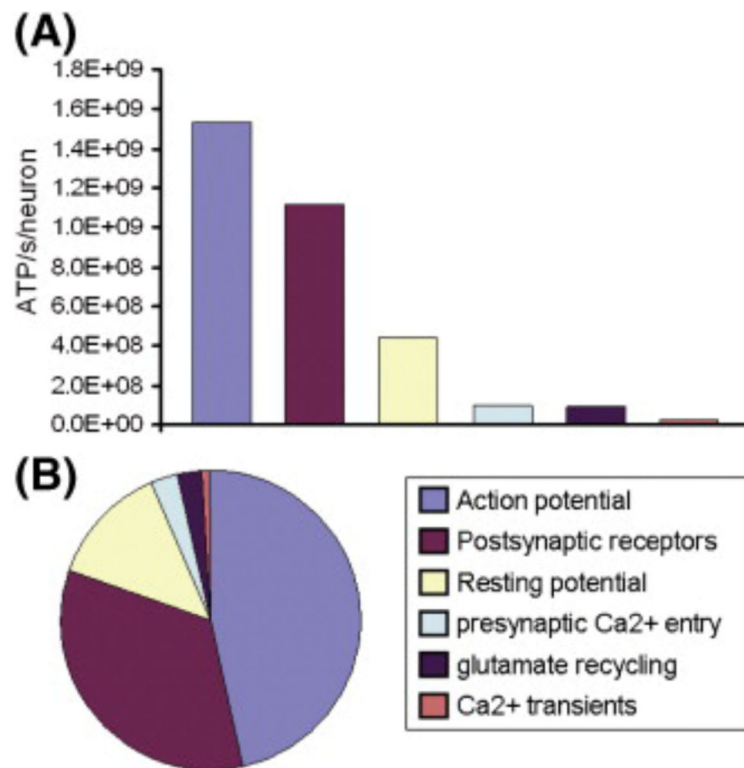 (A)
ATP/s/neuron
1.8E+09
1.6E+09
1.4E+09
1.2E+09
1.0E+09
8.0E+08
6.0E+08
4.0E+08
2.0E+08
0.0E+00
(B)
Action potential
Postsynaptic receptors
Resting potential
presynaptic Ca2+ entry
glutamate recycling
Ca2+ transients